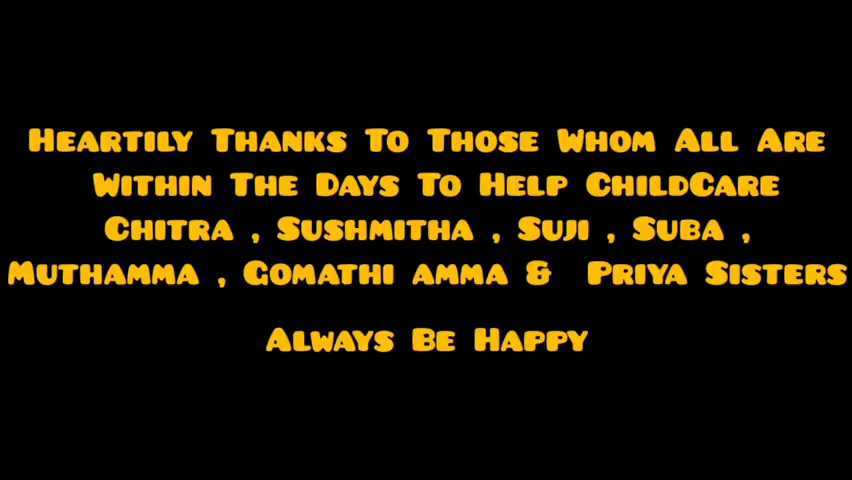 Heartily Thanks To Those Whom All Are
Within The Days To Help ChildCare
Chitra , Sushmitha , Suji , Suba ,
Muthamma , Gomathi amma & Priya Sisters
Always Be Happy